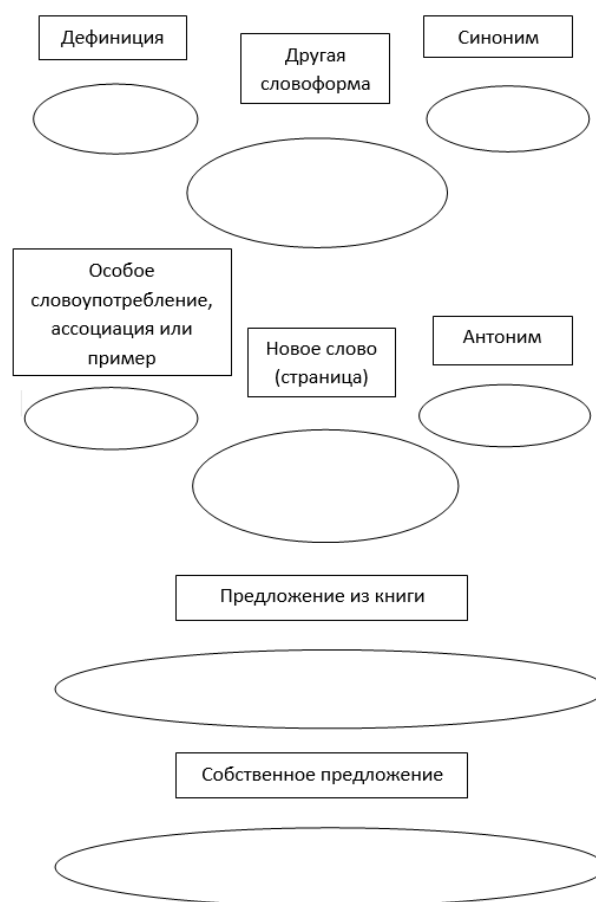 Дефиниция
Другая
словоформа
Синоним
Особое
словоупотребление,
ассоциация или
пример
Новое слово
(страница)
Антоним
Предложение из книги
Собственное предложение